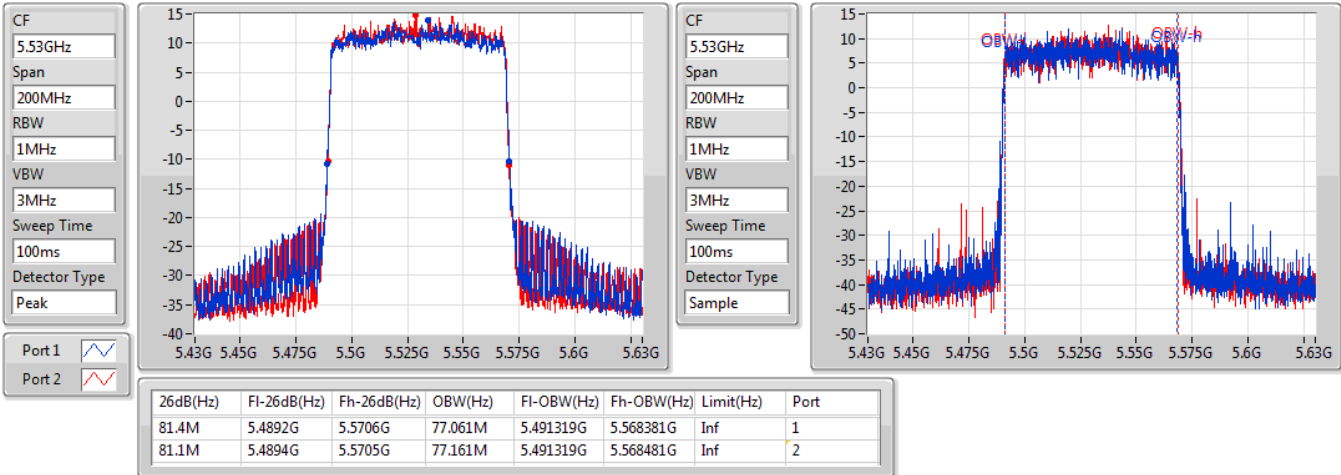 CF
5.53GHz
Span
200MHz
RBW
1MHz
VBW
3MHz
Sweep Time
100ms
Detector Type
Peak
Port 1
Port 2
15
10
5
0
-5
-10
-15
-20
-25
-30
-35
-40
5.43G 5.45G 5.475G 5.5G 5.525G 5.55G 5.575G 5.6G 5.63G
CF
5.53GHz
Span
200MHz
RBW
1MHz
VBW
3MHz
Sweep Time
100ms
Detector Type
Sample
15
10
5
0
-5
-10
-15
-20
-25
-30
-35
-40
-45
-50
OBW-h
5.43G 5.45G 5.475G 5.5G 5.525G 5.55G 5.575G 5.6G 5.63G
26dB(Hz) Fl-26dB(Hz) Fh-26dB(Hz) OBW(Hz) Fl-OBW(Hz) Fh-OBW(Hz) Limit(Hz) Port
81.4M 5.4892G 5.5706G 77.061M 5.491319G 5.568381G Inf 1
81.1M 5.4894G 5.5705G 77.161M 5.491319G 5.568481G Inf 2